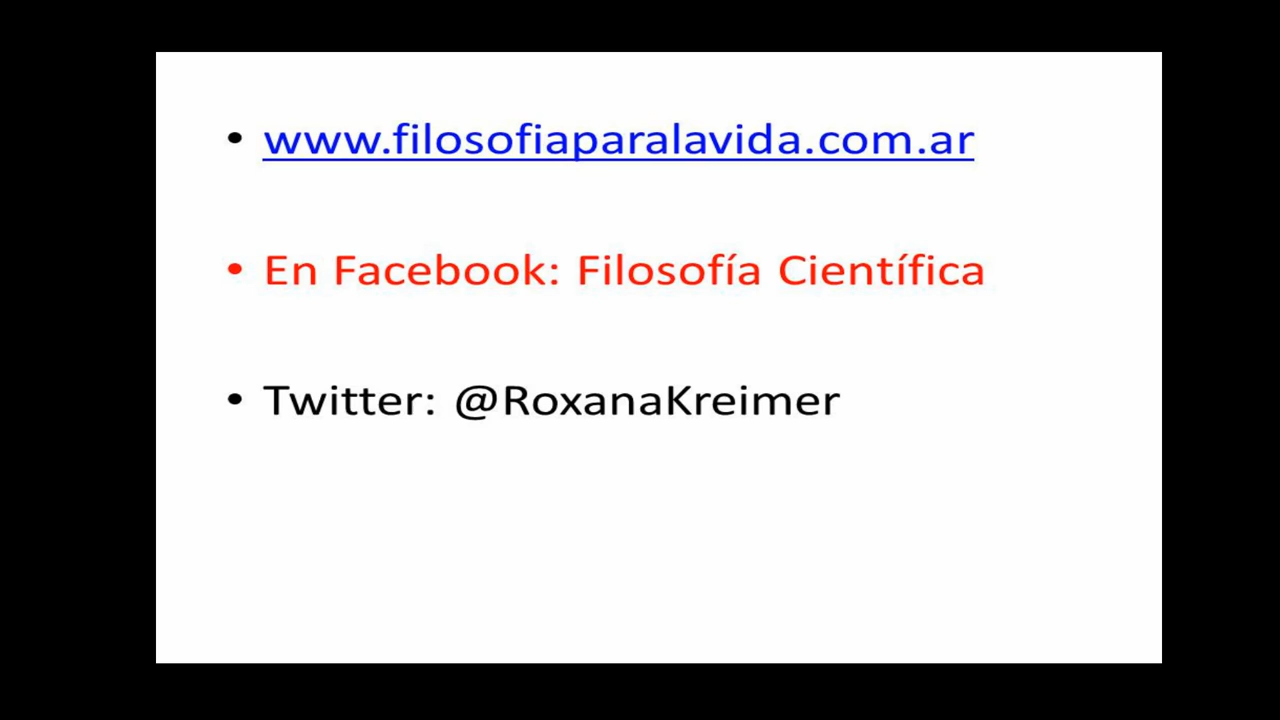 • www.filosofiaparalavida.com.ar
• En Facebook: Filosofía Científica
• Twitter: @RoxanaKreimer